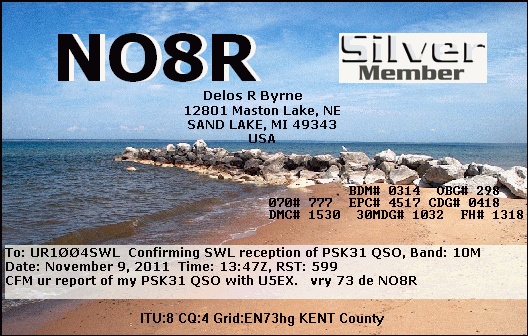 NO8R
Silver
Member
Delos R Byrne
12801 Maston Lake, NE
SAND LAKE, MI 49343
USA
BDM# 0314 OBG# 298
070# 777 EPC# 4517 CDG# 0418
DMC# 1530 30MDG# 1032 FH# 1318
To: UR1ØØ4SWL Confirming SWL reception of PSK31 QSO, Band: 10M
Date: November 9, 2011 Time: 13:47Z, RST: 599
CFM ur report of my PSK31 QSO with U5EX. vry 73 de NO8R
ITU:8 CQ:4 Grid:EN73hg KENT County